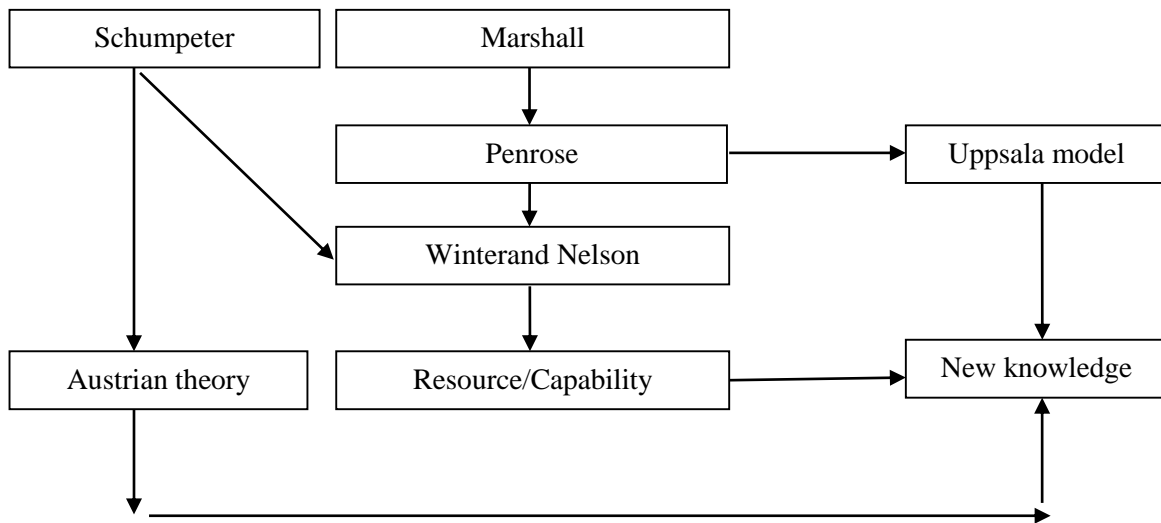 Schumpeter
Marshall
Penrose
Uppsala model
Winterand Nelson
Austrian theory
Resource/Capability
New knowledge